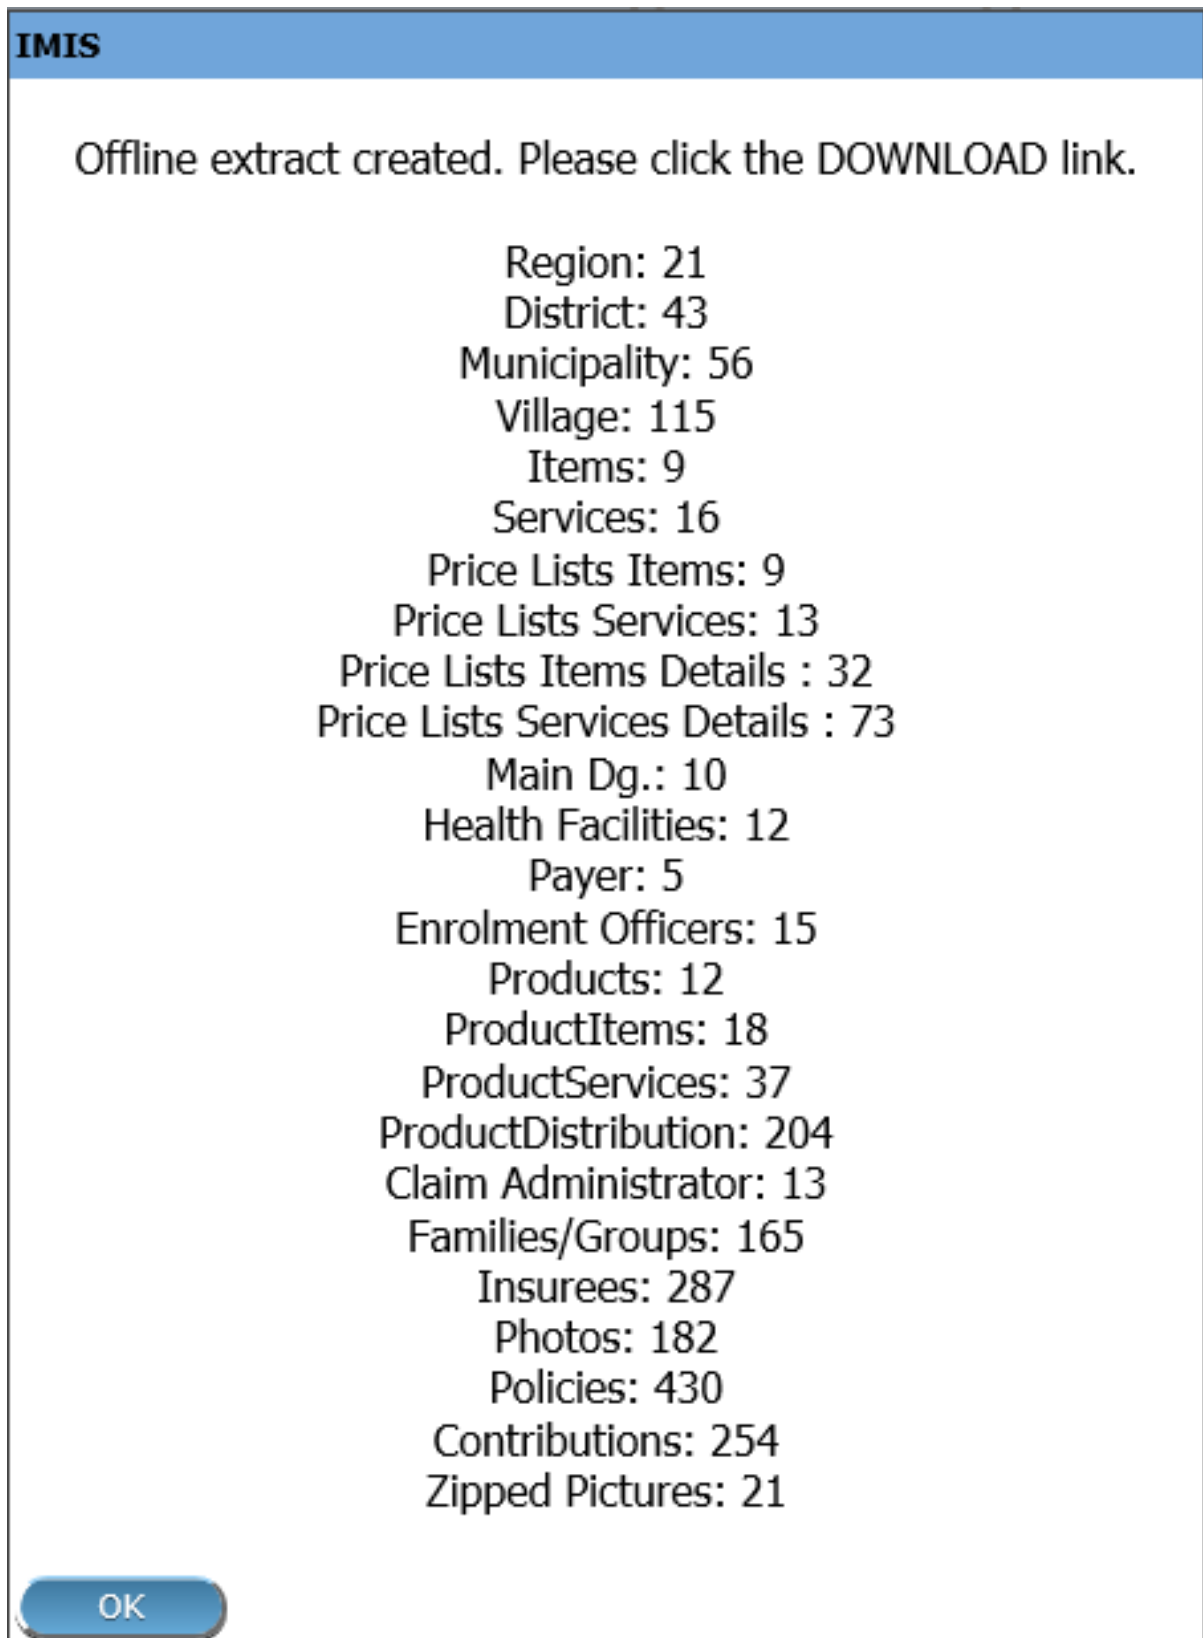 IMIS
Offline extract created. Please click the DOWNLOAD link.
Region: 21
District: 43
Municipality: 56
Village: 115
Items: 9
Services: 16
Price Lists Items: 9
Price Lists Services: 13
Price Lists Items Details : 32
Price Lists Services Details : 73
Main Dg.: 10
Health Facilities: 12
Payer: 5
Enrolment Officers: 15
Products: 12
ProductItems: 18
ProductServices: 37
ProductDistribution: 204
Claim Administrator: 13
Families/Groups: 165
Insurees: 287
Photos: 182
Policies: 430
Contributions: 254
Zipped Pictures: 21
OK